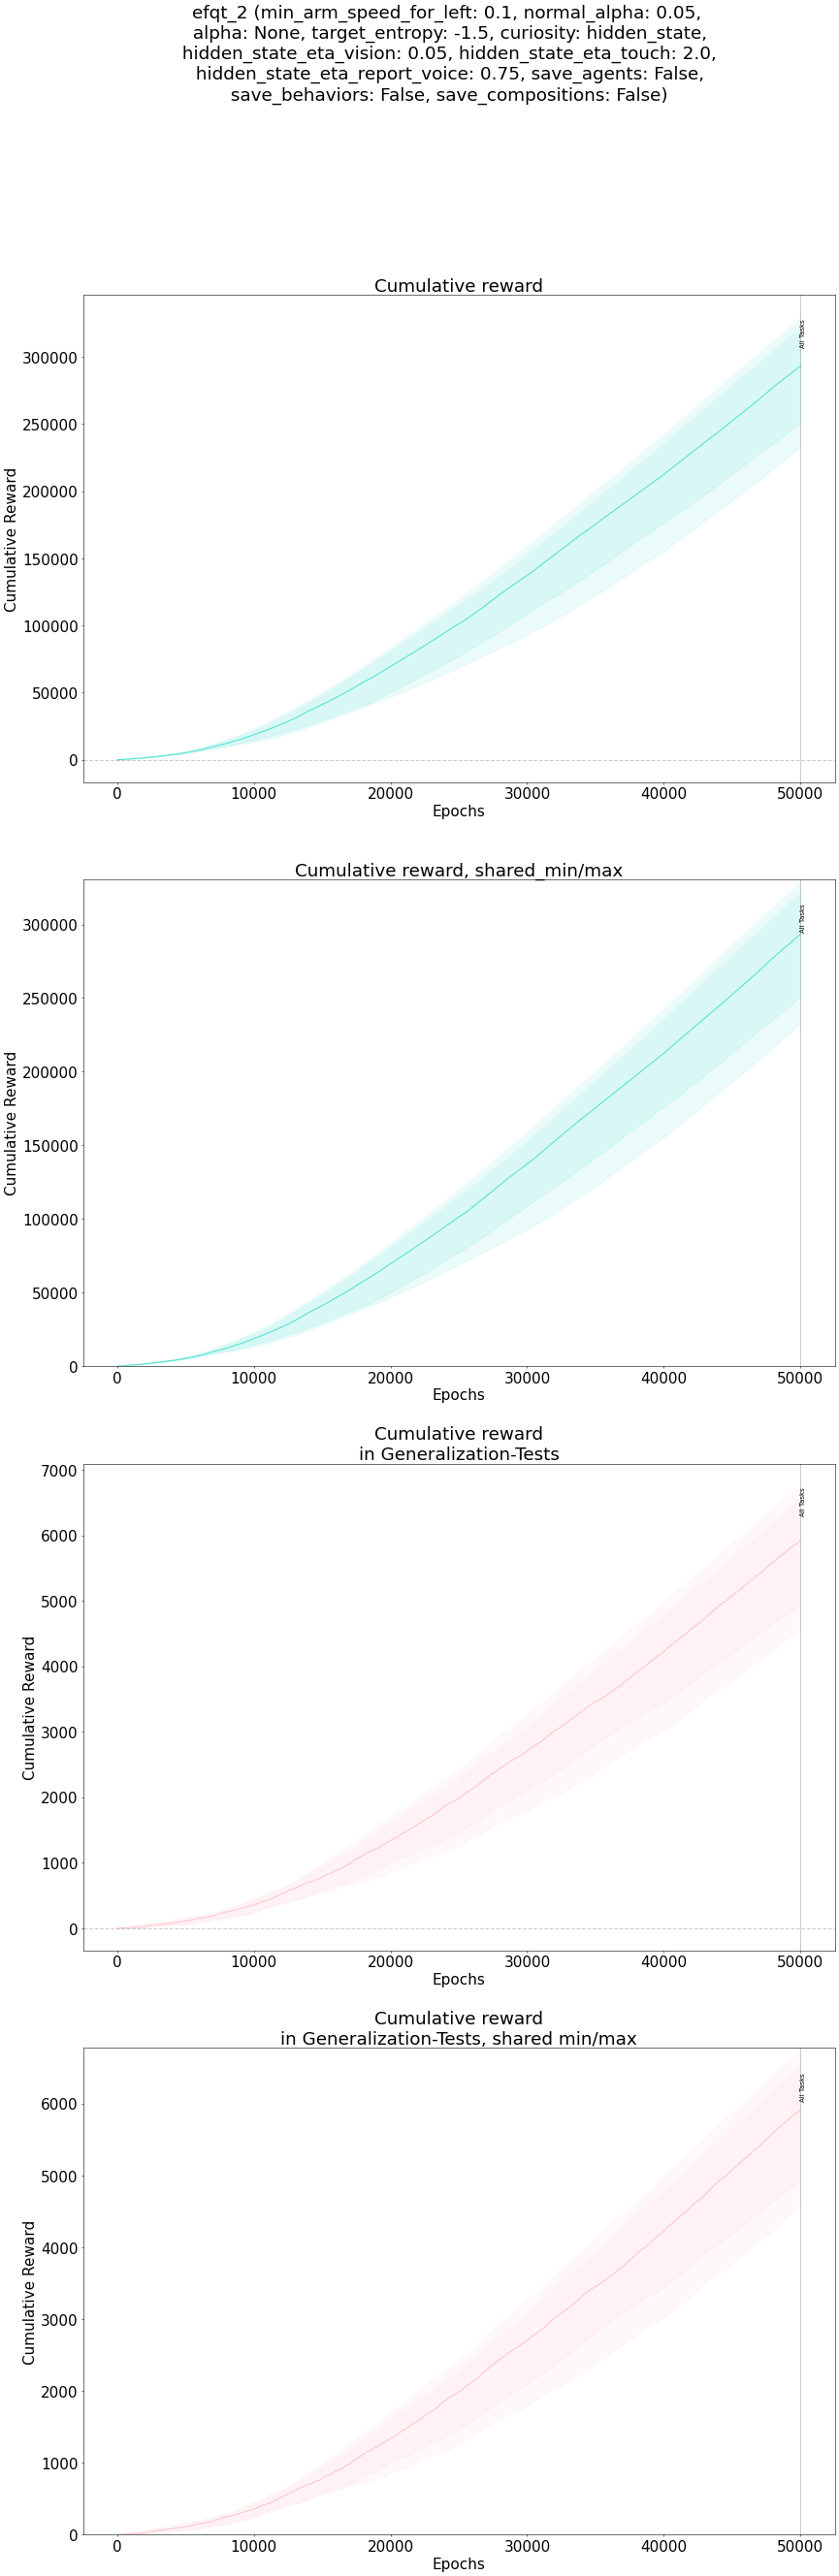 efqt_2 (min_arm_speed_for_left: 0.1, normal_alpha: 0.05,
alpha: None, target_entropy: -1.5, curiosity: hidden_state,
hidden_state_eta_vision: 0.05, hidden_state_eta_touch: 2.0,
hidden_state_eta_report_voice: 0.75, save_agents: False,
save_behaviors: False, save_compositions: False)
Cumulative reward
All Tasks
300000
250000
200000
150000
100000
50000
0
Cumulative Reward
0 10000 20000 30000 40000 50000
Epochs
Cumulative reward, shared_min/max
All Tasks
300000
250000
200000
150000
100000
50000
0
Cumulative Reward
0 10000 20000 30000 40000 50000
Epochs
Cumulative reward
in Generalization-Tests
All Tasks
7000
6000
5000
4000
3000
2000
1000
0
Cumulative Reward
0 10000 20000 30000 40000 50000
Epochs
Cumulative reward
in Generalization-Tests, shared min/max
All Tasks
6000
5000
4000
3000
2000
1000
0
Cumulative Reward
0 10000 20000 30000 40000 50000
Epochs